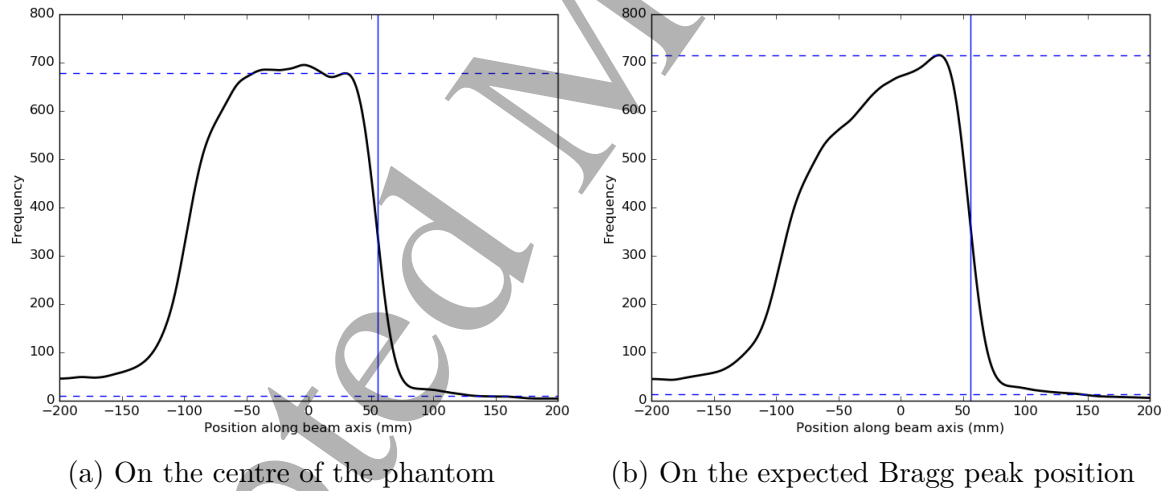 800
700
600
500
400
300
200
100
0
Frequency
−200 −150 −100 −50 0 50 100 150 200
Position along beam axis (mm)
(a) On the centre of the phantom
800
700
600
500
400
300
200
100
0
Frequency
−200 −150 −100 −50 0 50 100 150 200
Position along beam axis (mm)
(b) On the expected Bragg peak position
pted M